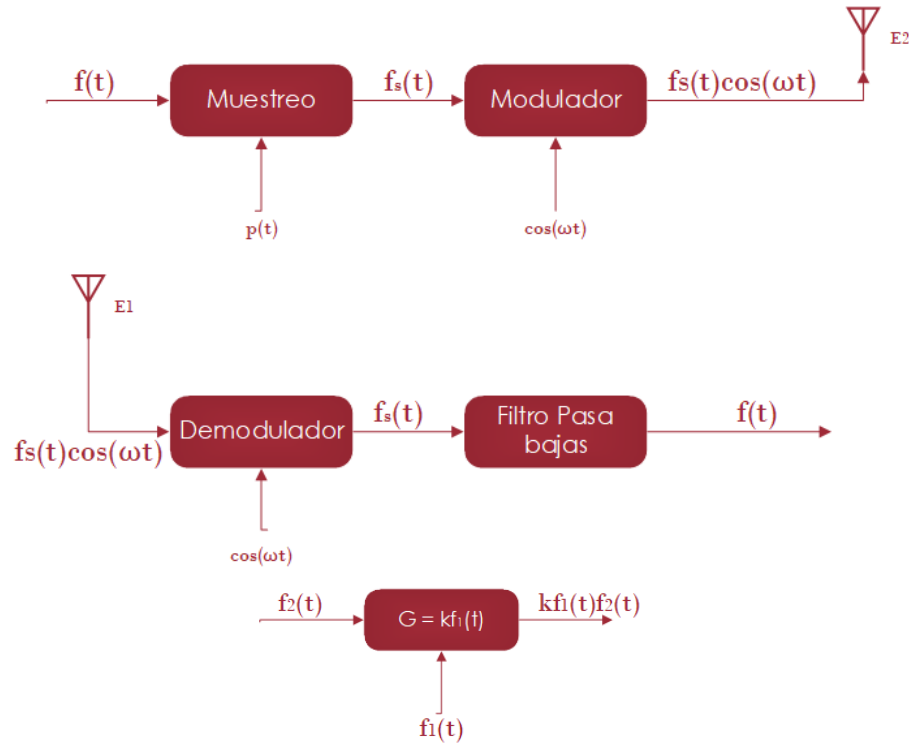 f(t)
Muestreo
fₛ(t)
Modulador
fs(t)cos(ωt)
E2
p(t)
cos(ωt)
E1
fs(t)cos(ωt)
Demodulador
fₛ(t)
Filtro Pasa
bajas
f(t)
cos(ωt)
f2(t)
G = kf₁(t)
kf1(t)f2(t)
f1(t)